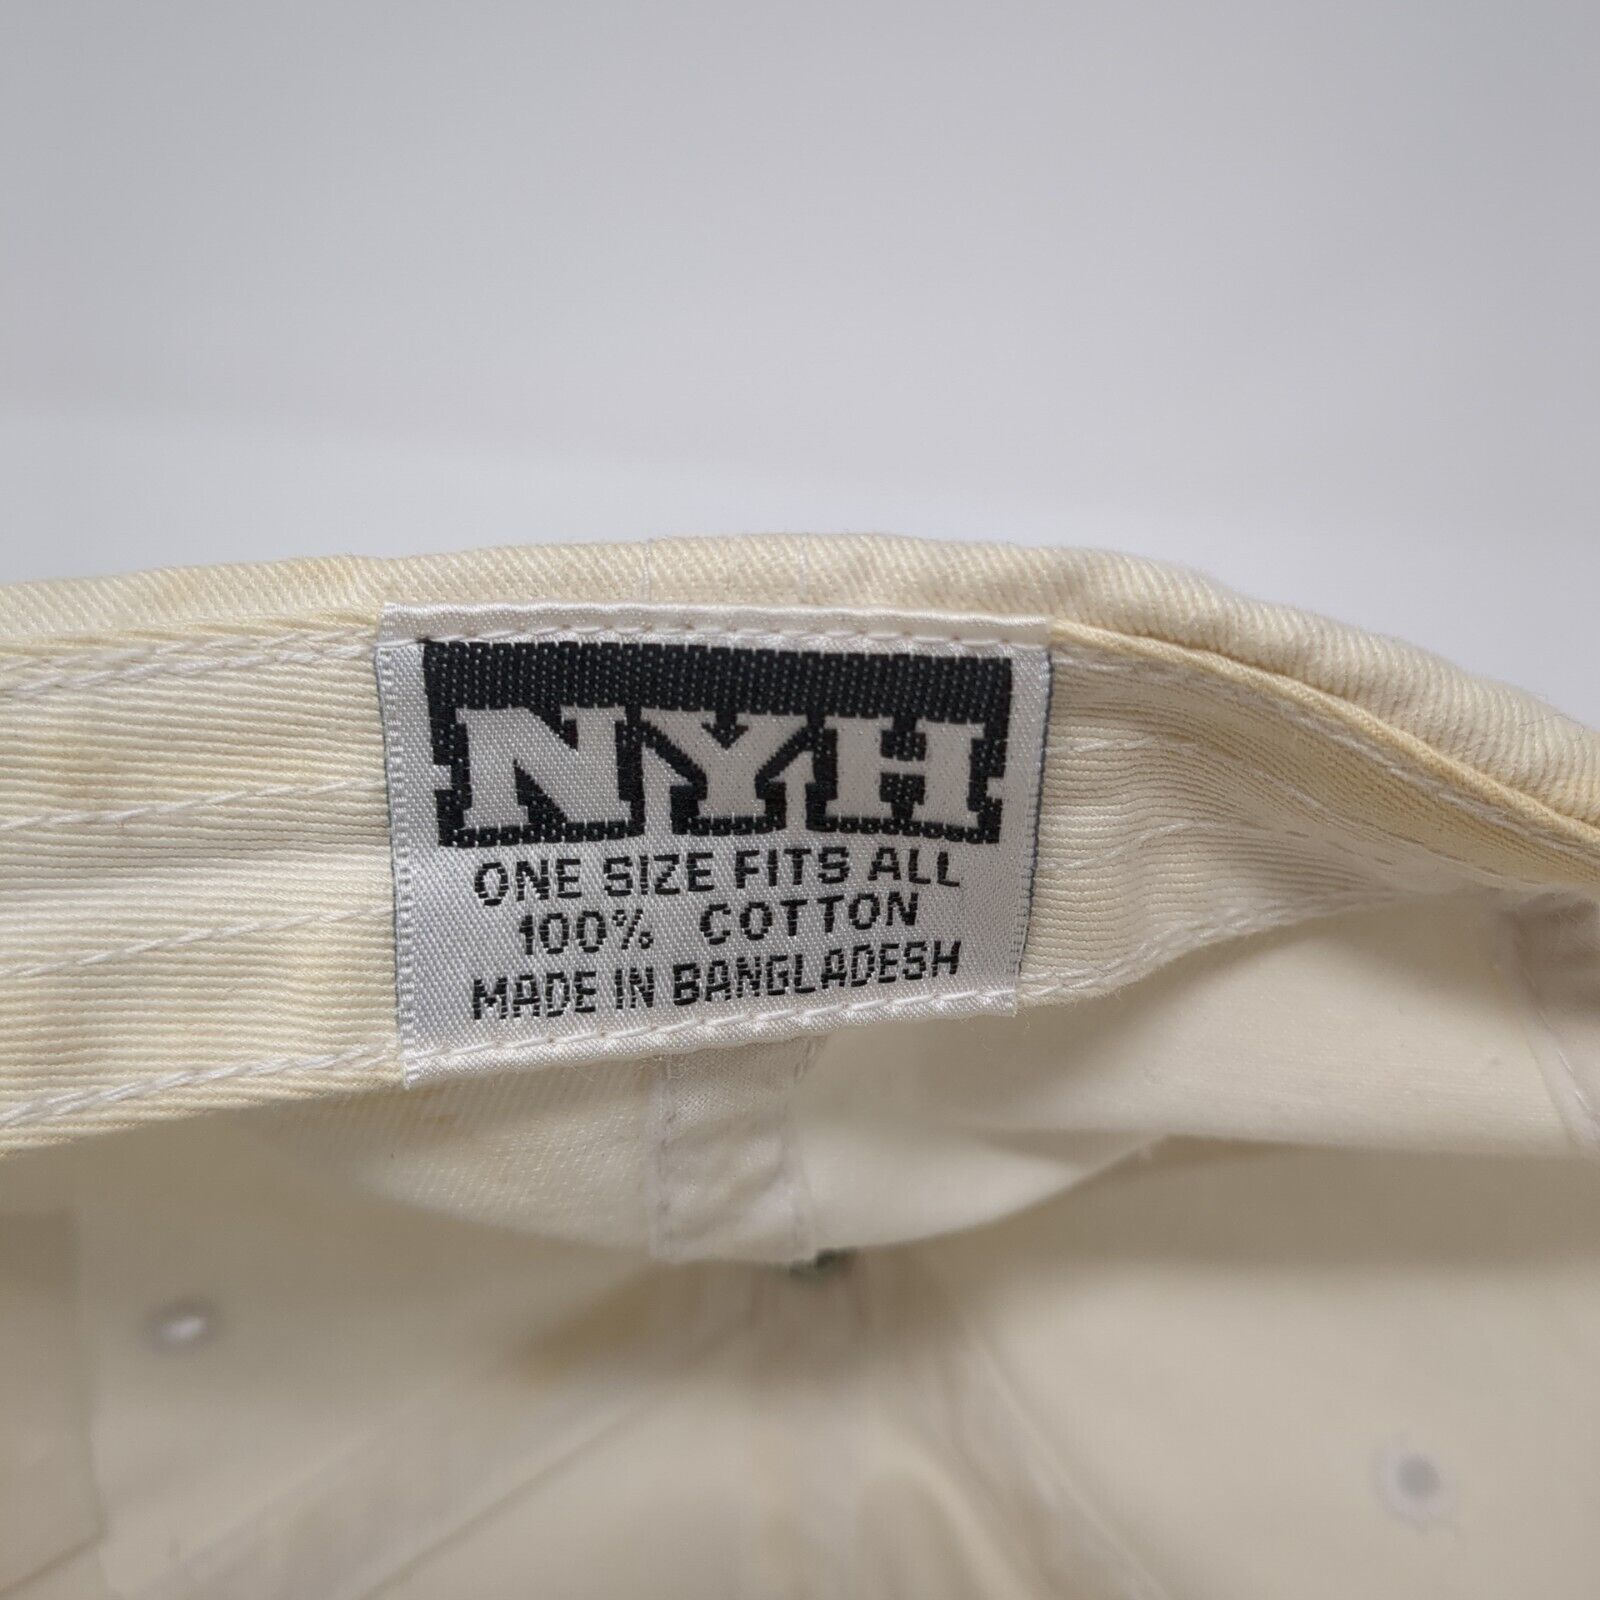 NYH
ONE SIZE FITS ALL
100% COTTON
MADE IN BANGLADESH